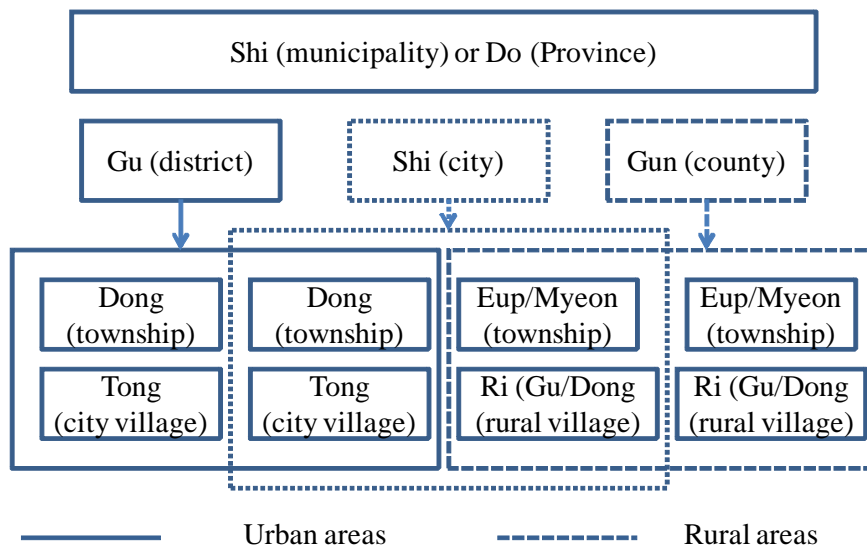 Shi (municipality) or Do (Province)
Gu (district)
Shi (city)
Gun (county)
Dong
(township)
Dong
(township)
Eup/Myeon
(township)
Eup/Myeon
(township)
Tong
(city village)
Tong
(city village)
Ri (Gu/Dong
(rural village)
Ri (Gu/Dong
(rural village)
Urban areas
Rural areas